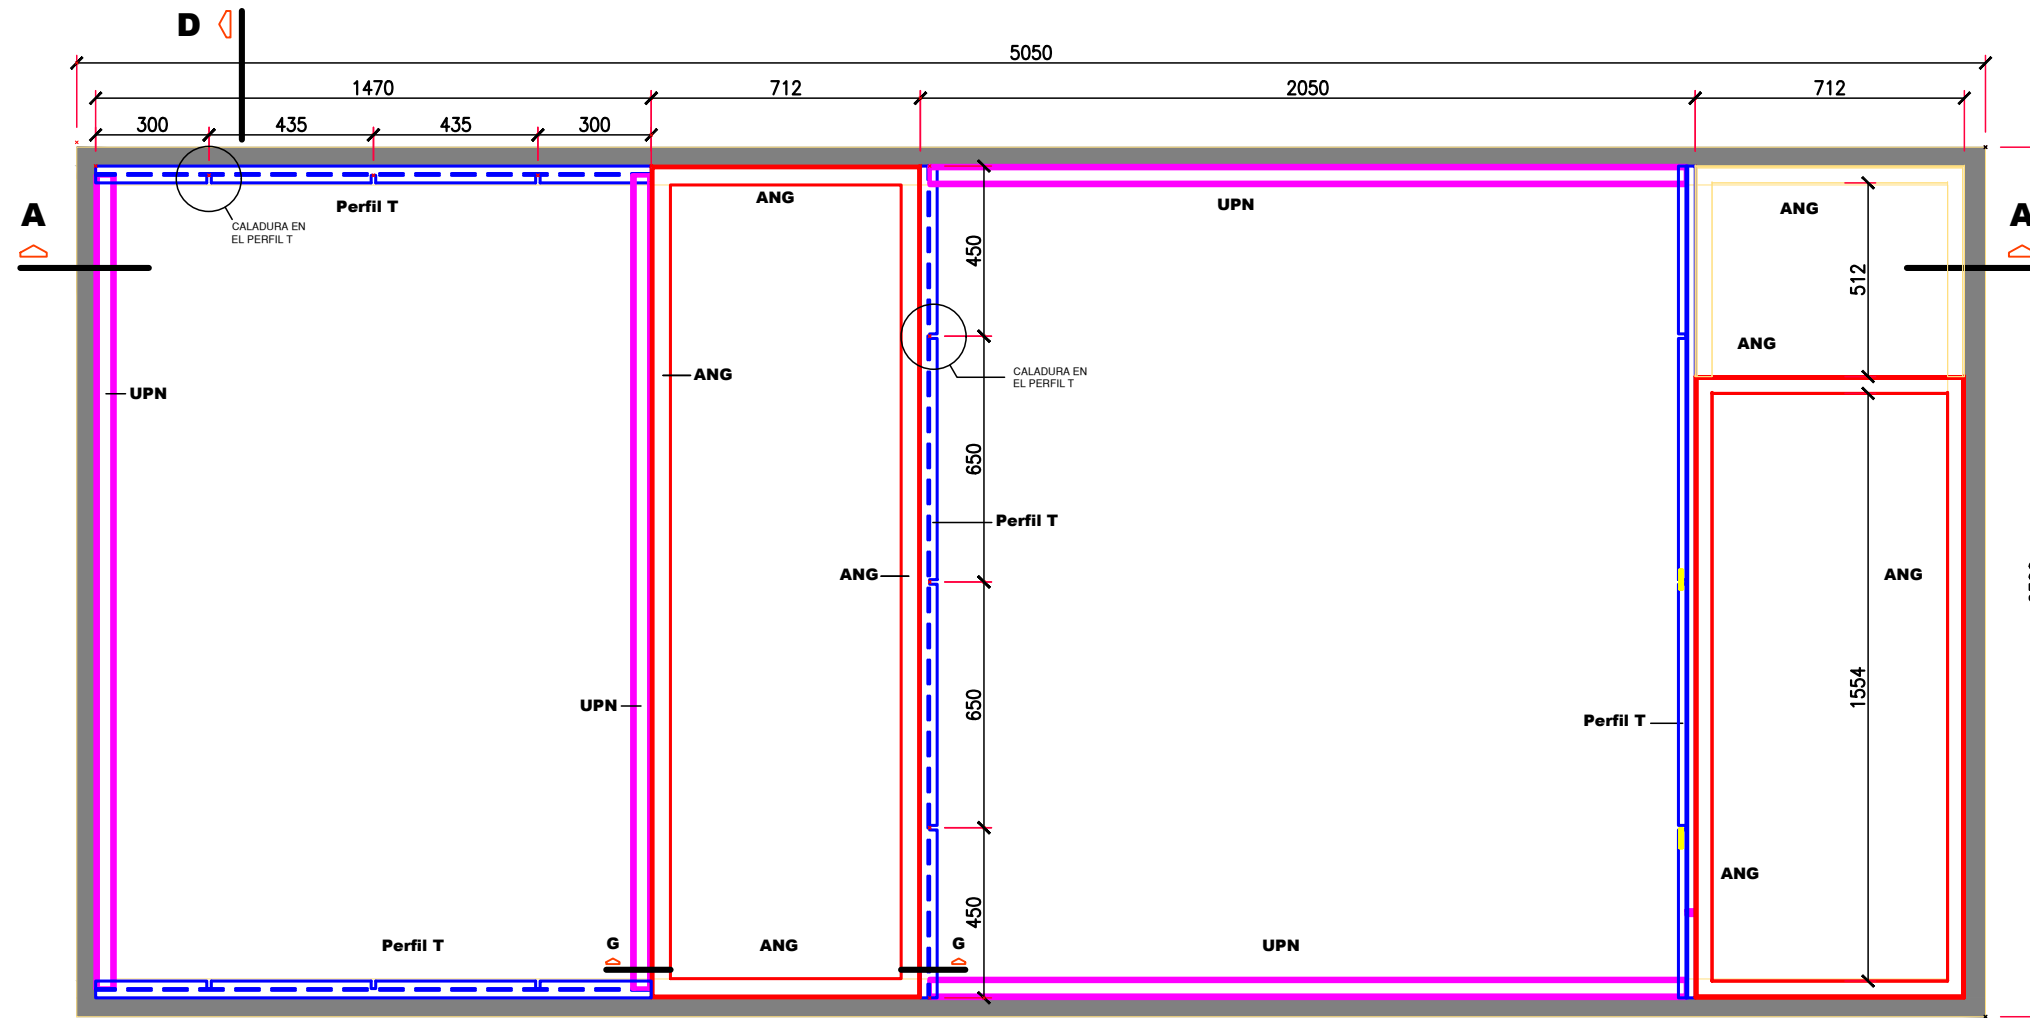 D
5050
1470
712
2050
712
300
435
435
300
A
A
Perfil T
CALADURA EN
EL PERFIL T
ANG
UPN
ANG
450
512
ANG
UPN
ANG
CALADURA EN
EL PERFIL T
650
Perfil T
ANG
ANG
UPN
650
1554
Perfil T
ANG
450
Perfil T
G
ANG
G
UPN